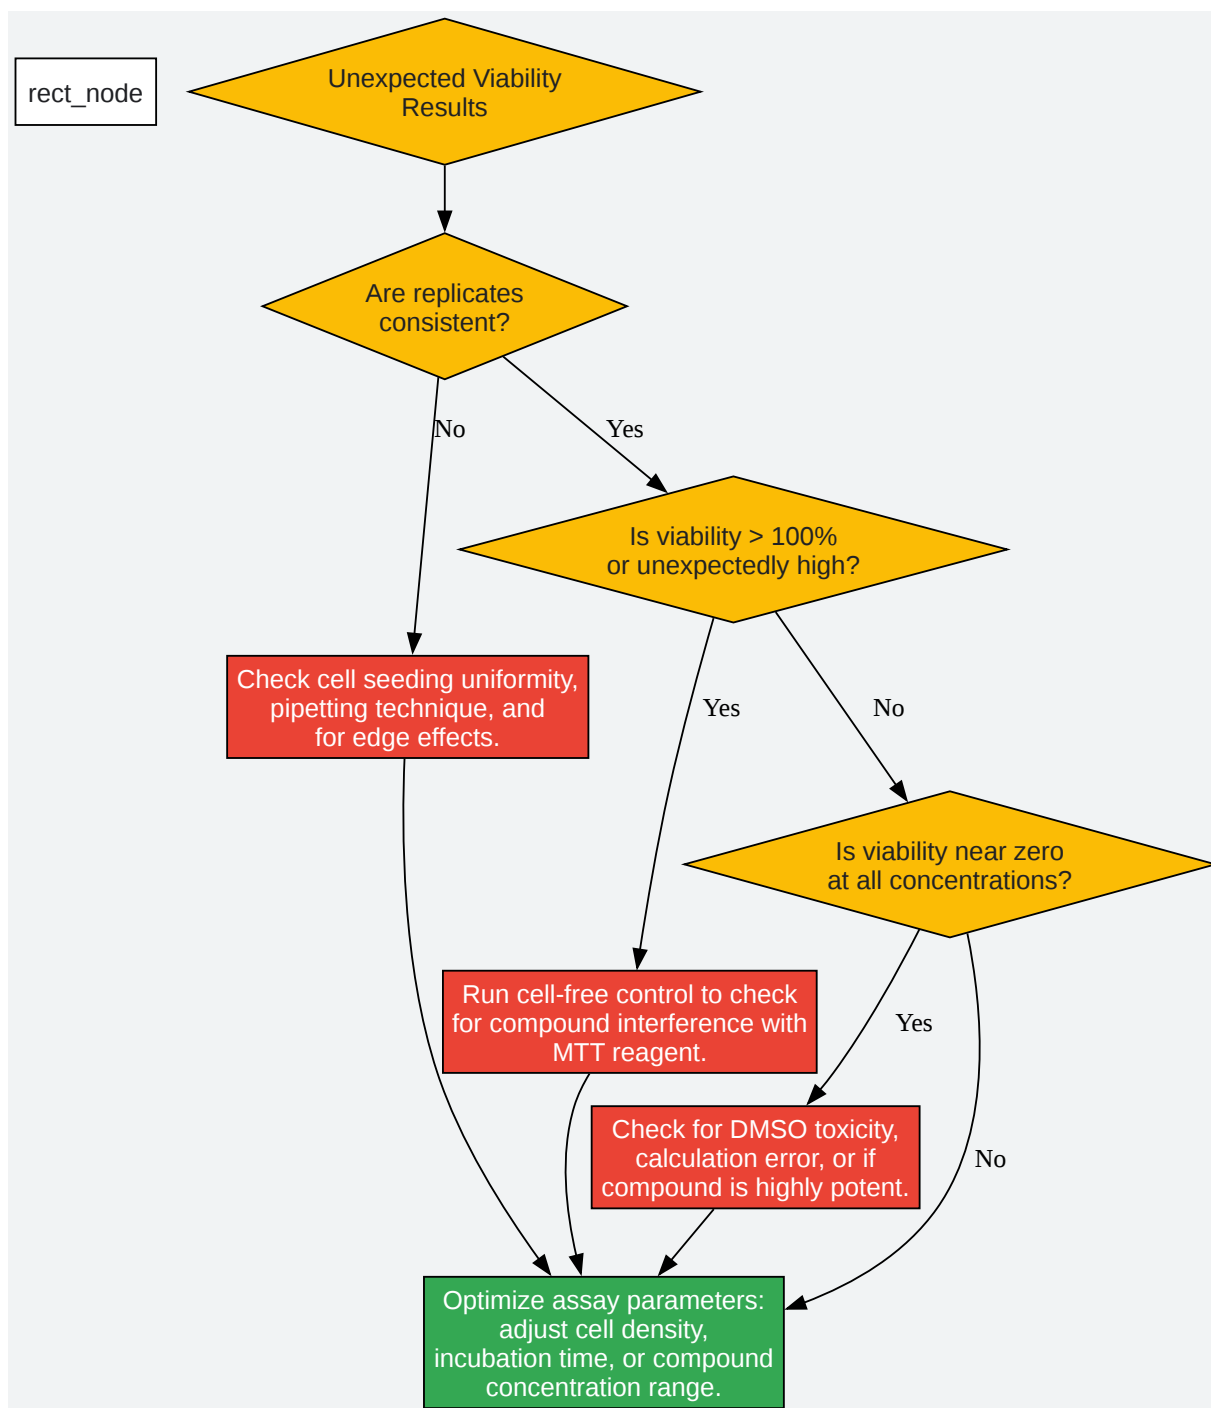 rect_node
Unexpected Viability
Results
Are replicates
consistent?
No
Yes
Is viability > 100%
or unexpectedly high?
Check cell seeding uniformity,
pipetting technique, and
for edge effects.
Yes
No
Is viability near zero
at all concentrations?
Run cell-free control to check
for compound interference with
MTT reagent.
Yes
Check for DMSO toxicity,
calculation error, or if
compound is highly potent.
No
Optimize assay parameters:
adjust cell density,
incubation time, or compound
concentration range.